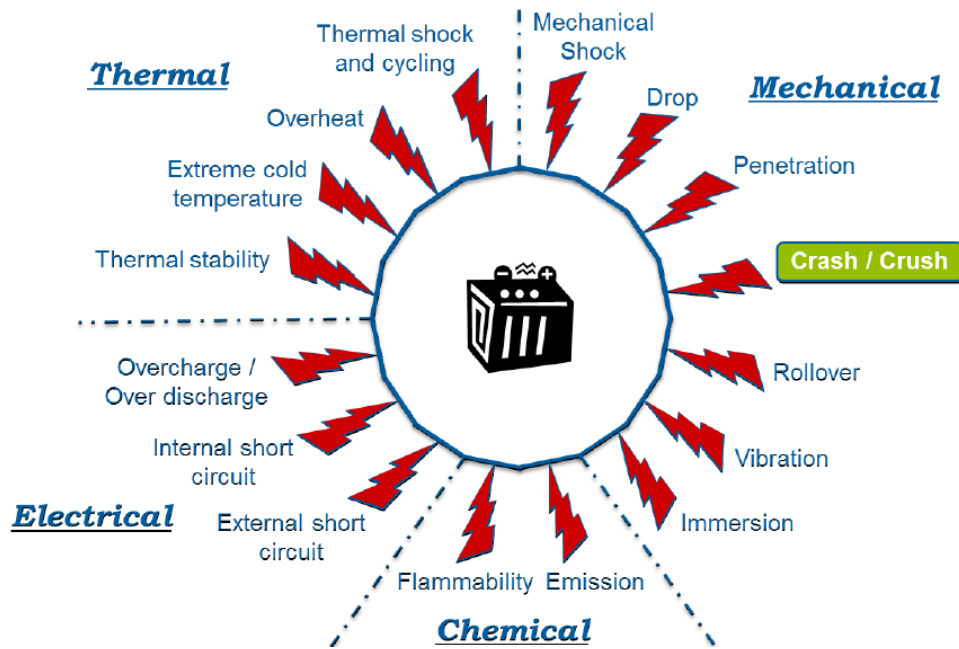 Thermal
Thermal shock
and cycling
Overheat
Extreme cold
temperature
Thermal stability
Mechanical
Mechanical
Shock
Drop
Penetration
Crash / Crush
Rollover
Vibration
Immersion
Electrical
Overcharge /
Over discharge
Internal short
circuit
External short
circuit
Flammability
Emission
Chemical